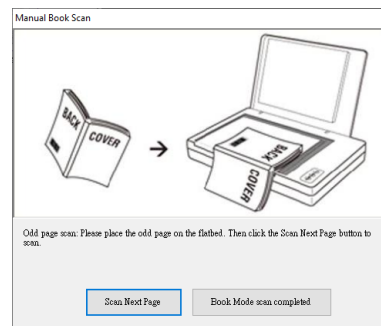 Manual Book Scan
BACK
COVER
BACK
COVER
Odd page scan: Please place the odd page on the flatbed. Then click the Scan Next Page button to
scan.
Scan Next Page
Book Mode scan completed